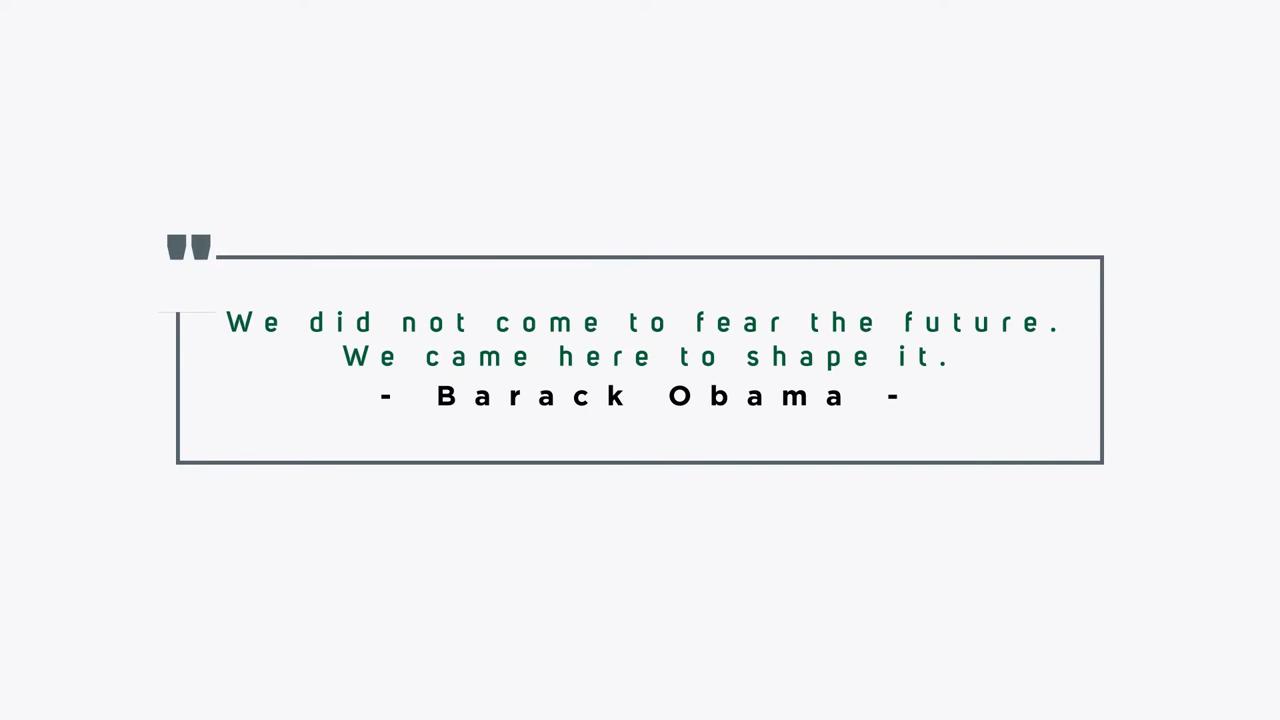 "
We did not come to fear the future.
We came here to shape it.
- Barack Obama -